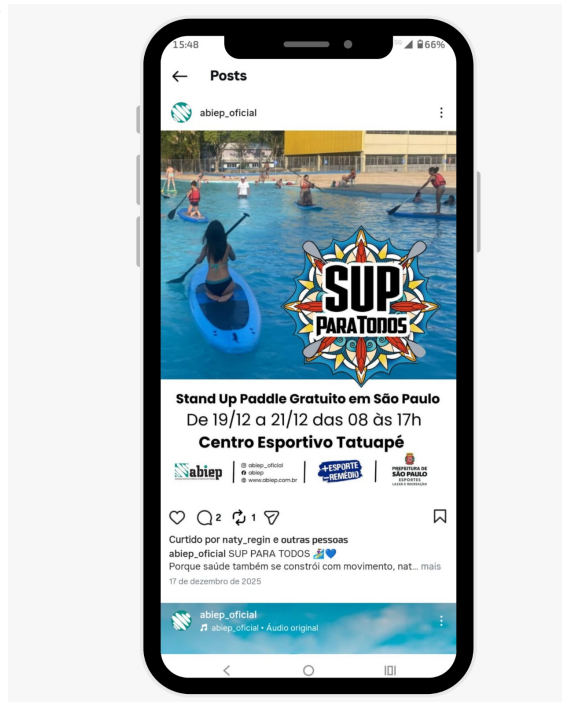 15:48
66%
Posts
abiep_oficial
SUP
PARATODOS
Stand Up Paddle Gratuito em São Paulo
De 19/12 a 21/12 das 08 às 17h
Centro Esportivo Tatuapé
abiep
abiep_oficial
abiep
www.abiep.com.br
+ESPORTE
-REMÉDIO
PREFEITURA DE
SÃO PAULO
ESPORTES
LAZER E RECREAÇÃO
2 1
Curtido por naty_regin e outras pessoas
abiep_oficial SUP PARA TODOS 🏄💙
Porque saúde também se constrói com movimento, nat... mais
17 de dezembro de 2025
abiep_oficial
abiep_oficial • Áudio original